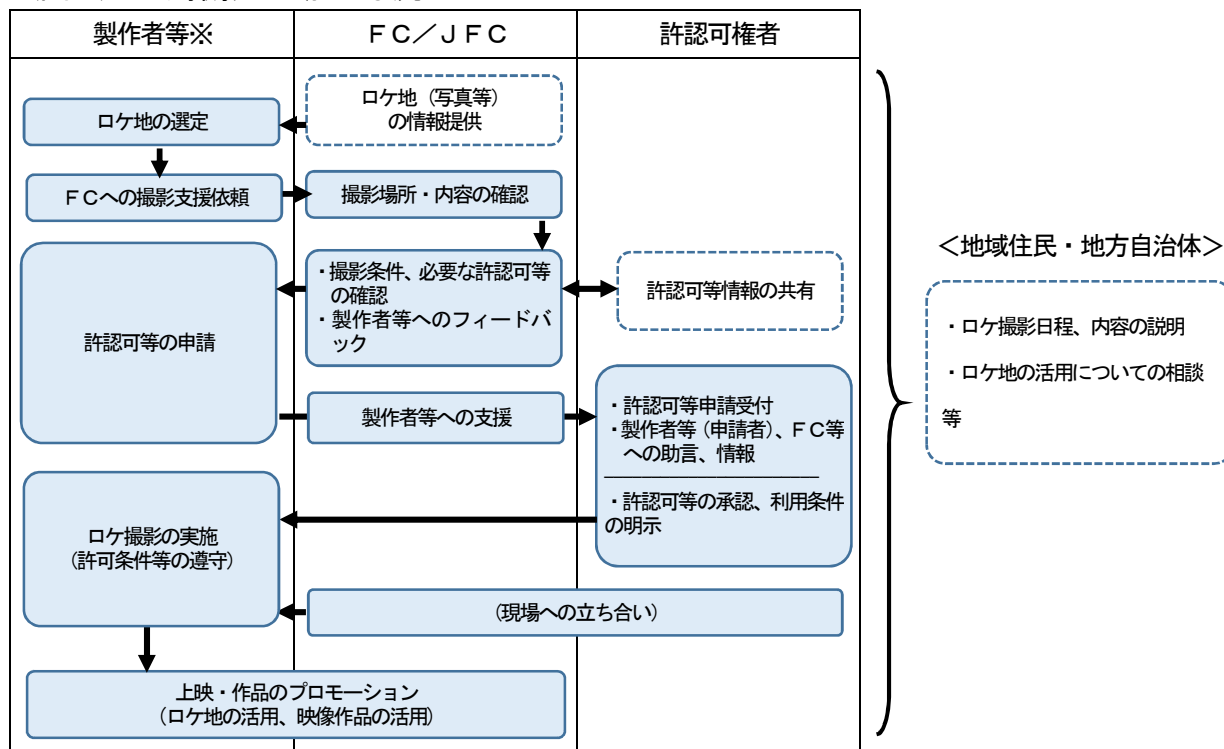 製作者等※
ＦＣ／ＪＦＣ
許認可権者
ロケ地（写真等）
の情報提供
ロケ地の選定
ＦＣへの撮影支援依頼
撮影場所・内容の確認
・撮影条件、必要な許認可等
の確認
・製作者等へのフィードバ
ック
許認可等情報の共有
許認可等の申請
製作者等への支援
・許認可等申請受付
・製作者等（申請者）、ＦＣ等
への助言、情報
・許認可等の承認、利用条件
の明示
ロケ撮影の実施
（許可条件等の遵守）
（現場への立ち合い）
上映・作品のプロモーション
（ロケ地の活用、映像作品の活用）
＜地域住民・地方自治体＞
・ロケ撮影日程、内容の説明
・ロケ地の活用についての相談
等